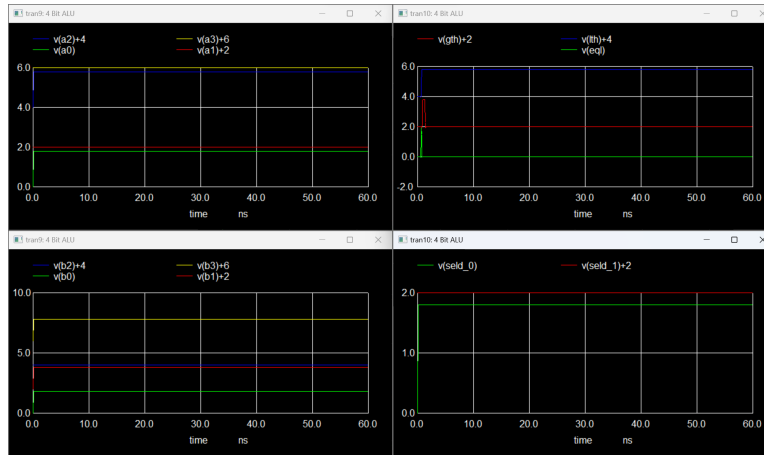 tran9: 4 Bit ALU
v(a2)+4 v(a3)+6
v(a0) v(a1)+2
6.0
4.0
2.0
0.0
0.0 10.0 20.0 30.0 40.0 50.0 60.0
time ns
tran10: 4 Bit ALU
v(gth)+2 v(lth)+4
v(eql)
6.0
4.0
2.0
0.0
-2.0
0.0 10.0 20.0 30.0 40.0 50.0 60.0
time ns
tran9: 4 Bit ALU
v(b2)+4 v(b3)+6
v(b0) v(b1)+2
10.0
5.0
0.0
0.0 10.0 20.0 30.0 40.0 50.0 60.0
time ns
tran10: 4 Bit ALU
v(seld_0) v(seld_1)+2
2.0
1.0
0.0
0.0 10.0 20.0 30.0 40.0 50.0 60.0
time ns